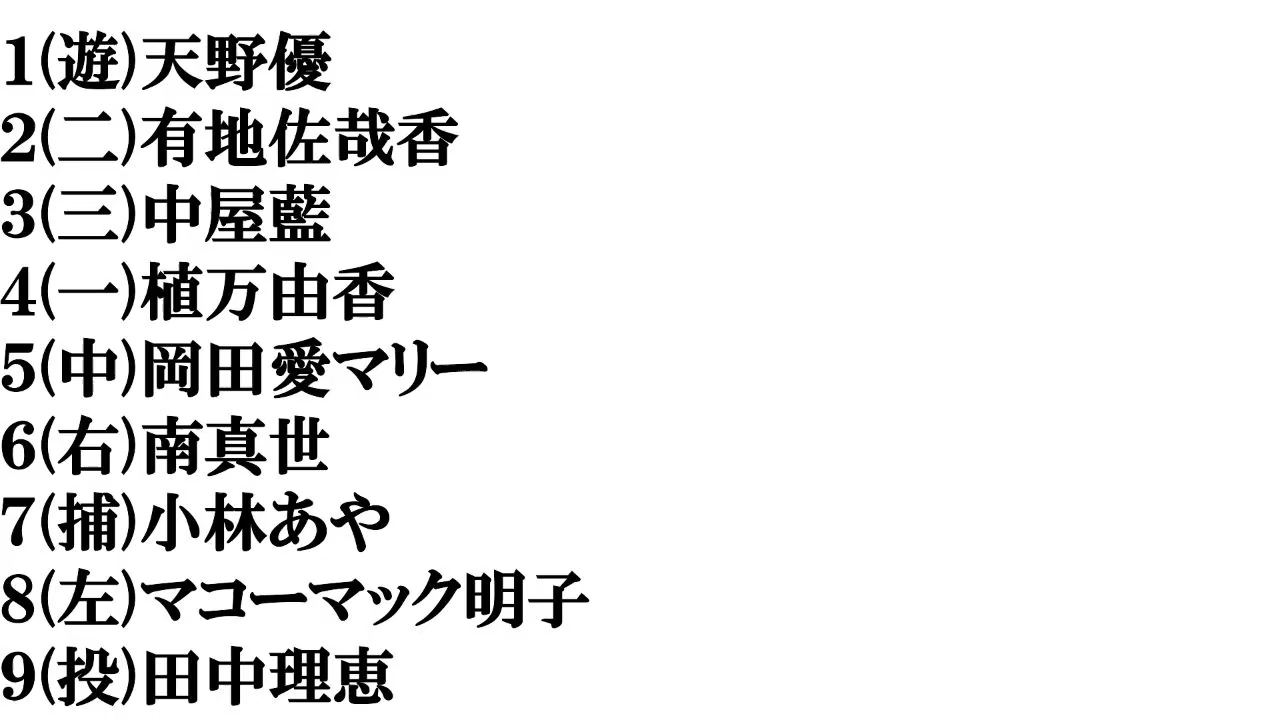 1(遊)天野優
2(二)有地佐哉香
3(三)中屋藍
4(一)植万由香
5(中)岡田愛マリー
6(右)南真世
7(捕)小林あや
8(左)マコーマック明子
9(投)田中理恵